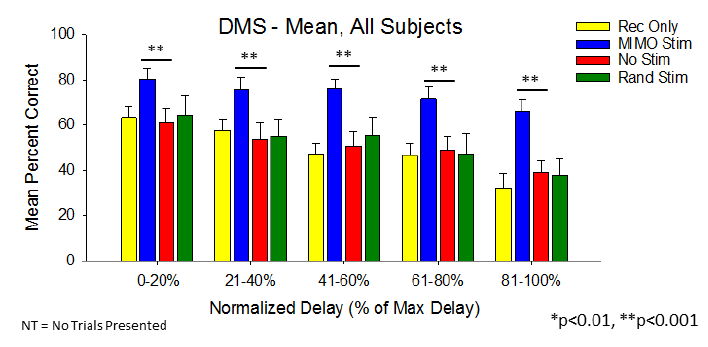 DMS - Mean, All Subjects
Rec Only
MIMO Stim
No Stim
Rand Stim
Mean Percent Correct
100
80
60
40
20
0
** ** ** ** **
0-20% 21-40% 41-60% 61-80% 81-100%
Normalized Delay (% of Max Delay)
NT = No Trials Presented
*p<0.01, **p<0.001